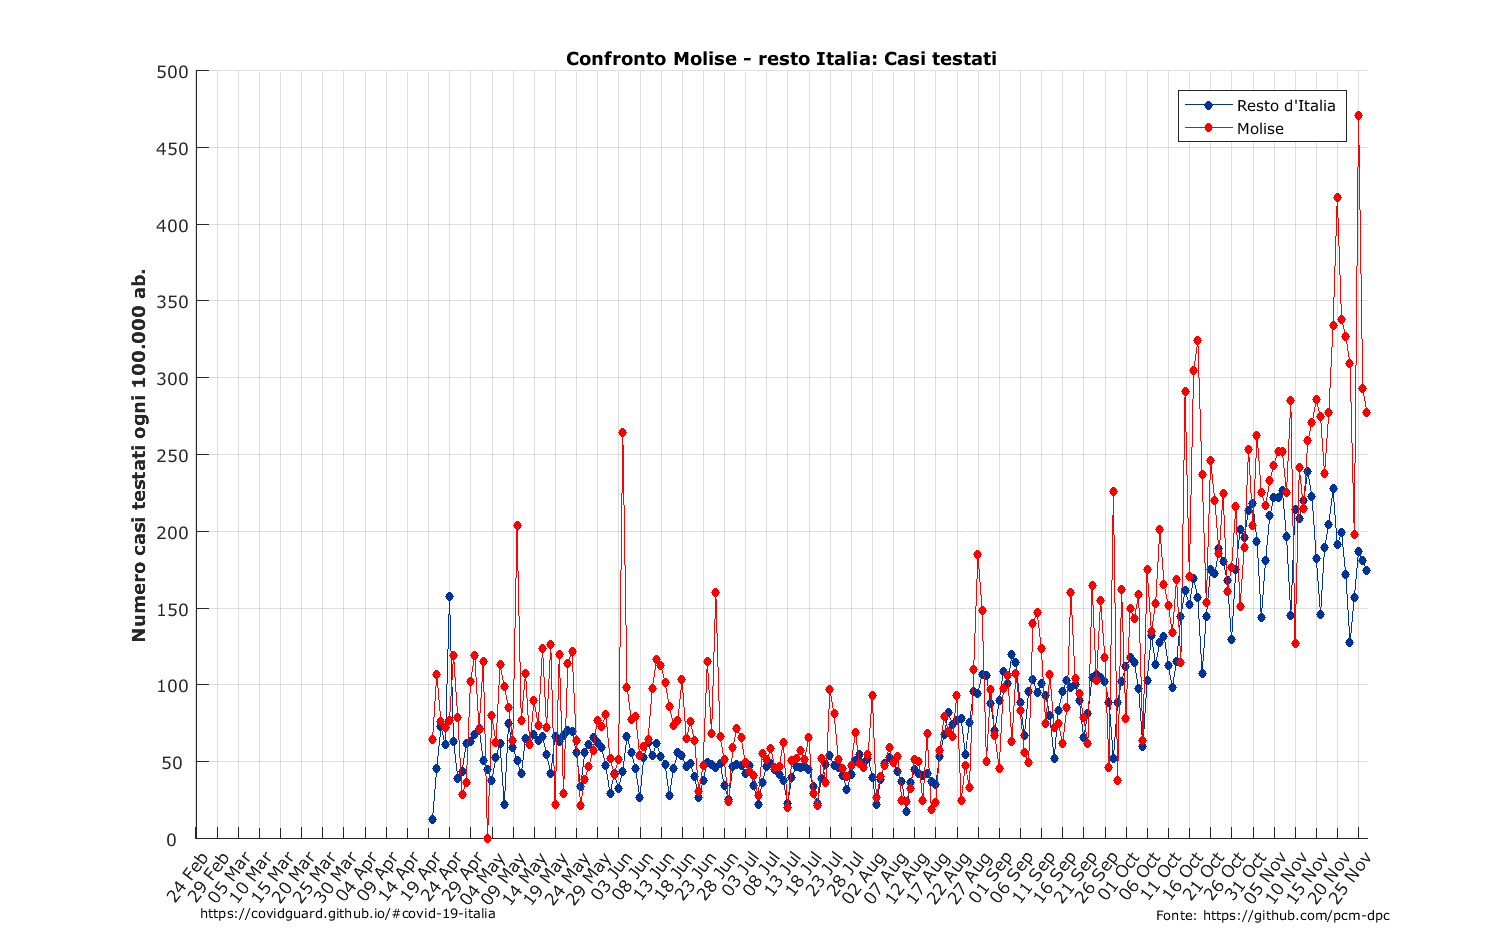 Confronto Molise - resto Italia: Casi testati
Resto d'Italia
Molise
Numero casi testati ogni 100.000 ab.
500
450
400
350
300
250
200
150
100
50
0
24 Feb
29 Feb
05 Mar
10 Mar
15 Mar
20 Mar
25 Mar
30 Mar
04 Apr
09 Apr
14 Apr
19 Apr
24 Apr
29 Apr
04 May
09 May
14 May
19 May
24 May
29 May
03 Jun
08 Jun
13 Jun
18 Jun
23 Jun
28 Jun
03 Jul
08 Jul
13 Jul
18 Jul
23 Jul
28 Jul
02 Aug
07 Aug
12 Aug
17 Aug
22 Aug
27 Aug
01 Sep
06 Sep
11 Sep
16 Sep
21 Sep
26 Sep
01 Oct
06 Oct
11 Oct
16 Oct
21 Oct
26 Oct
31 Oct
05 Nov
10 Nov
15 Nov
20 Nov
25 Nov
https://covidguard.github.io/#covid-19-italia
Fonte: https://github.com/pcm-dpc